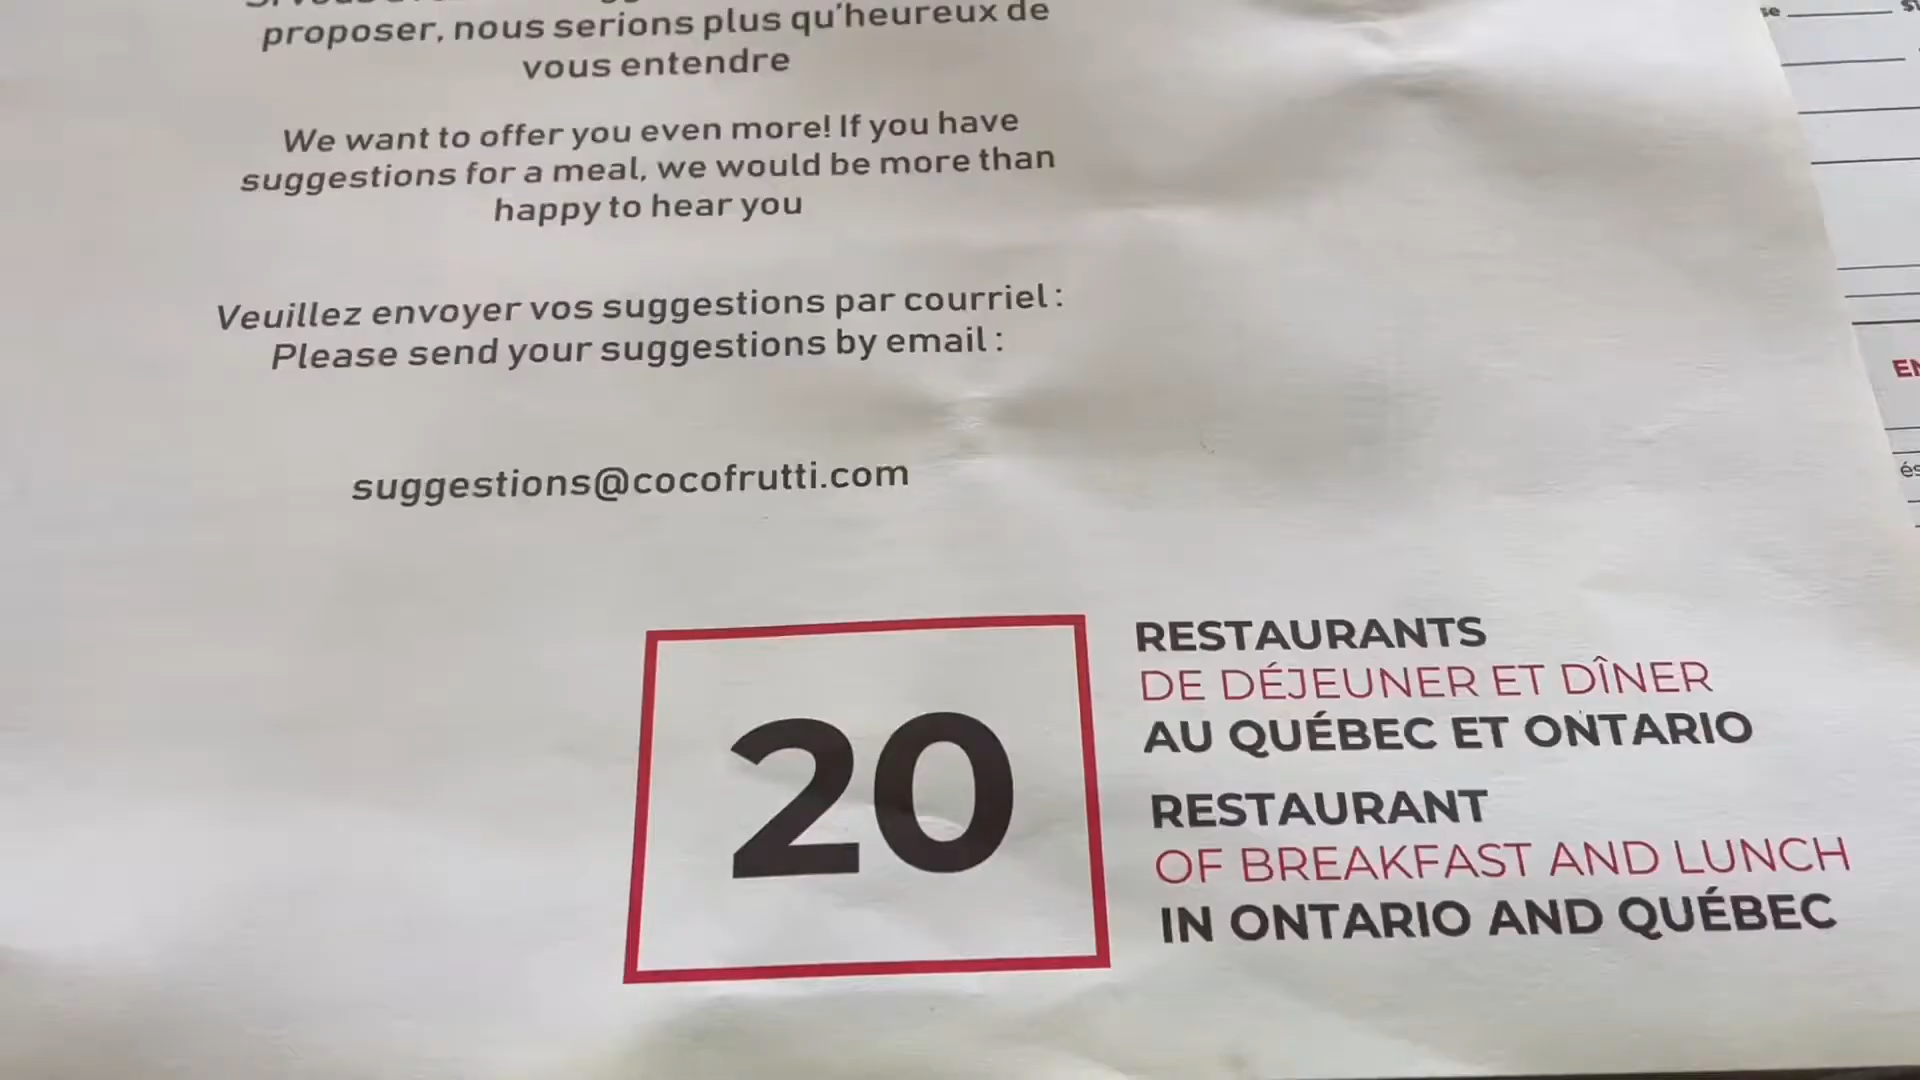 proposer, nous serions plus qu'heureux de
vous entendre
We want to offer you even more! If you have
suggestions for a meal, we would be more than
happy to hear you
Veuillez envoyer vos suggestions par courriel :
Please send your suggestions by email :
suggestions@cocofrutti.com
20
RESTAURANTS
DE DÉJEUNER ET DÎNER
AU QUÉBEC ET ONTARIO
RESTAURANT
OF BREAKFAST AND LUNCH
IN ONTARIO AND QUÉBEC